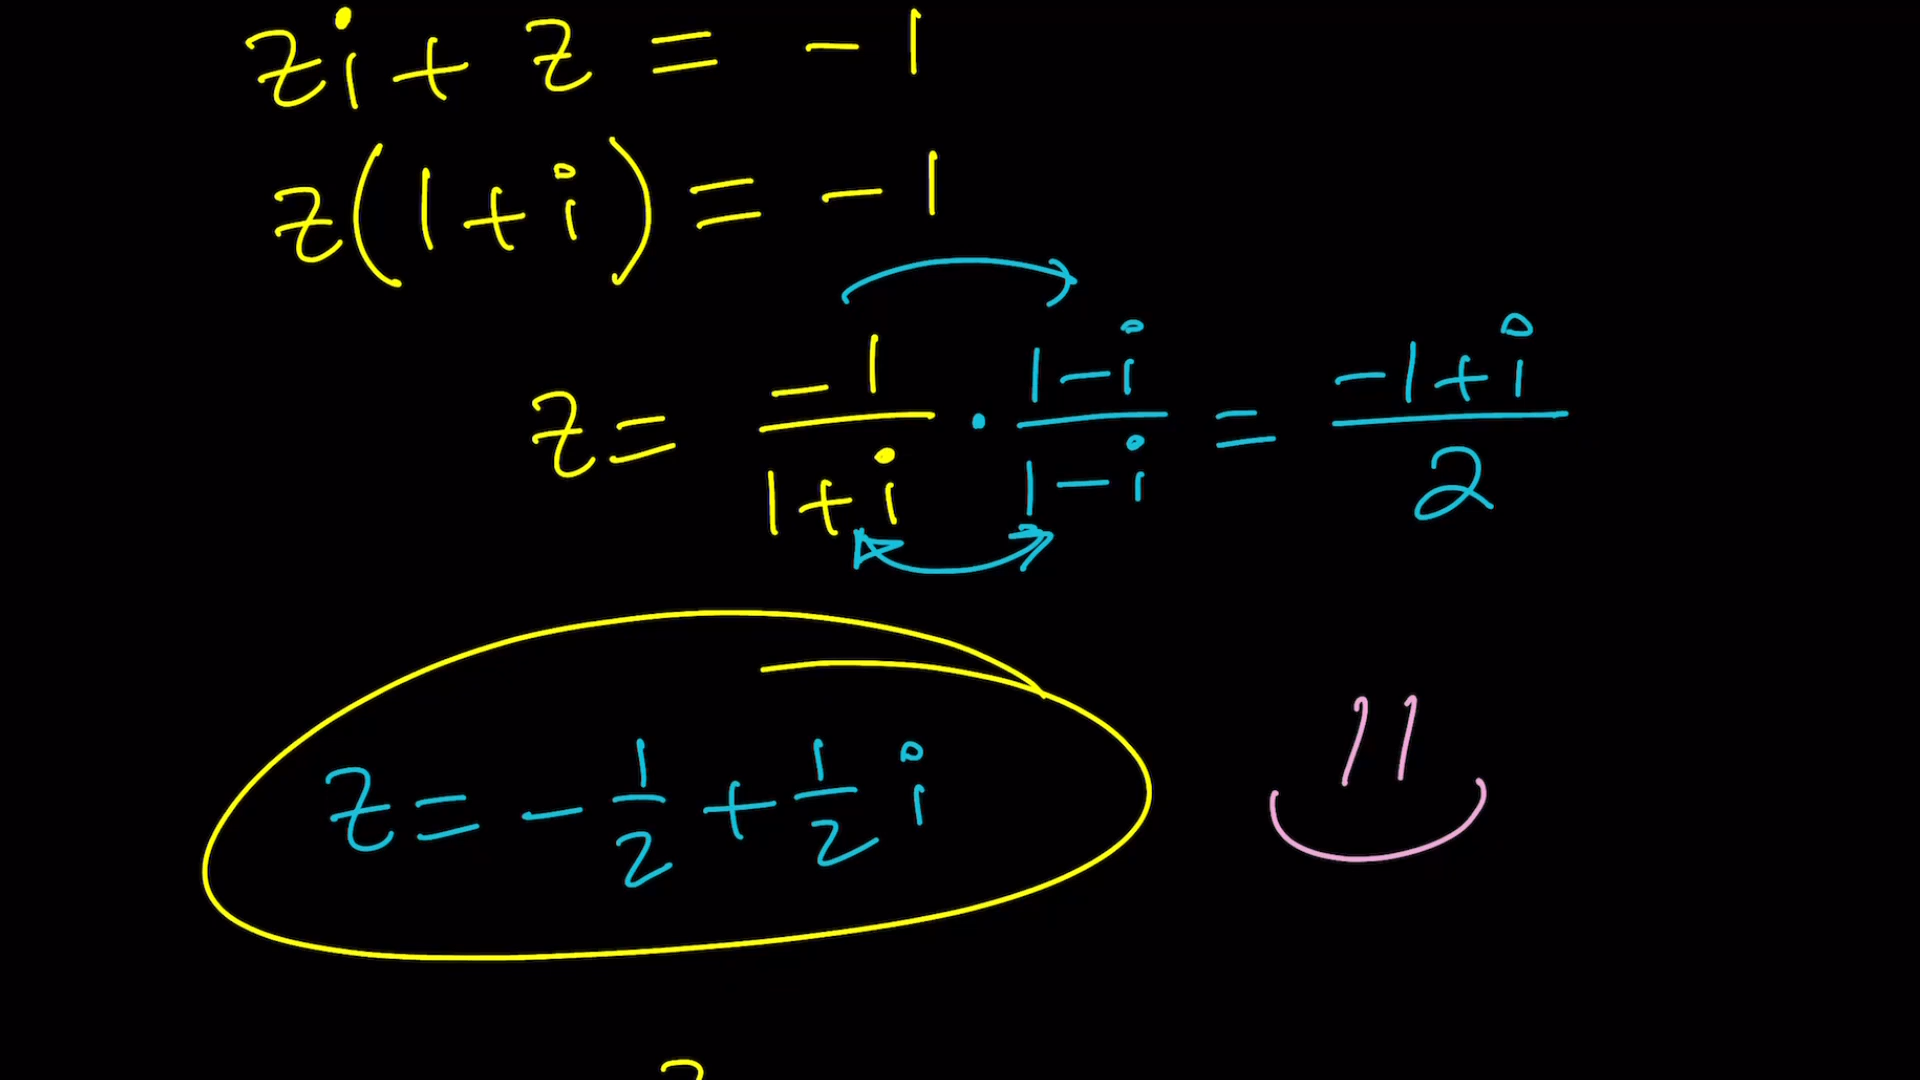 zi + z = -1
z(1+i) = -1
z = -1/1+i · 1-i/1-i = -1+i/2
z = -1/2 + 1/2 i